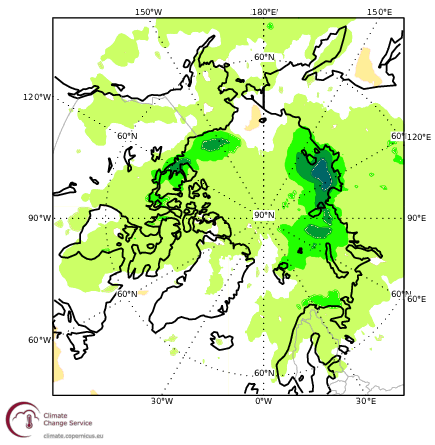 150°W 180°E 150°E
60°N
120°W
60°N 60°N 120°E
90°W 90°N 90°E
60°N 60°N
60°E
60°W
60°N
30°W 0°W 30°E
Climate
Change Service
climate.copernicus.eu